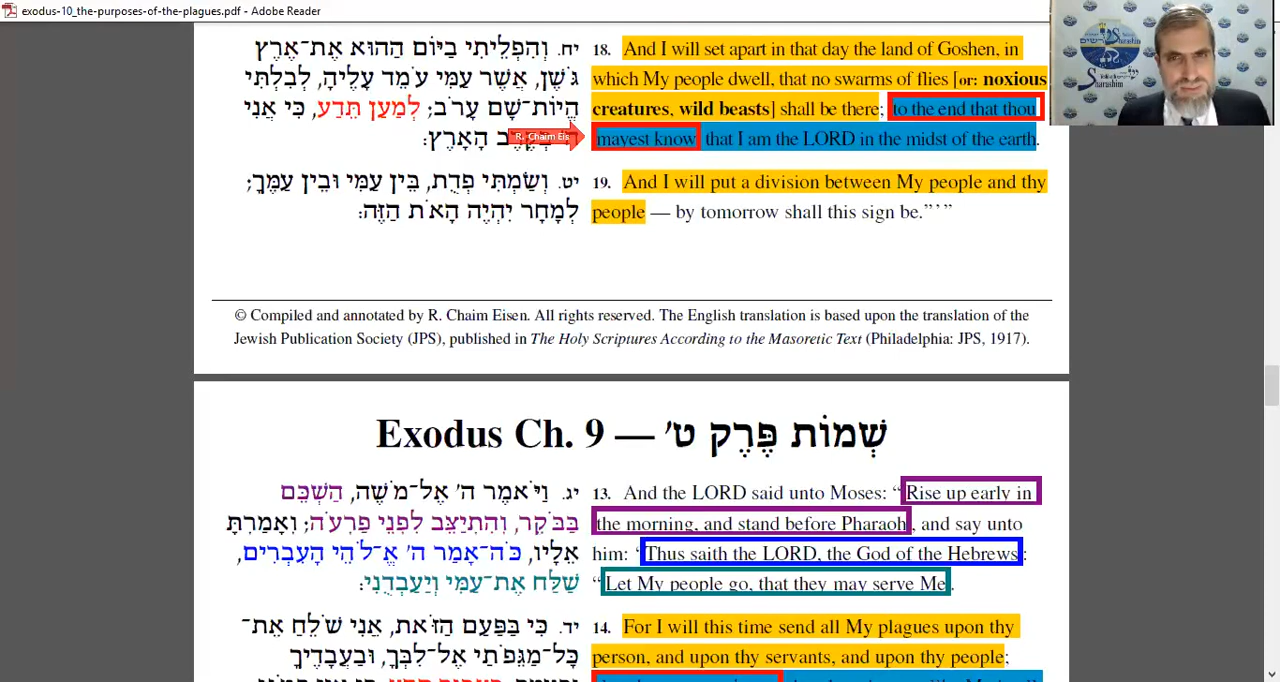 exodus-10_the-purposes-of-the-plagues.pdf - Adobe Reader
18. And I will set apart in that day the land of Goshen, in
which My people dwell, that no swarms of flies [or: noxious
creatures, wild beasts] shall be there; to the end that thou
mayest know that I am the LORD in the midst of the earth.
יח. וְהִפְלֵיתִי בַיּוֹם הַהוּא אֶת־אֶרֶץ
גֹּשֶׁן, אֲשֶׁר עַמִּי עֹמֵד עָלֶיהָ, לְבִלְתִּי
הֱיוֹת־שָׁם עָרֹב; לְמַעַן תֵּדַע, כִּי אֲנִי
בְּקֶרֶב הָאָרֶץ:
R. Chaim Eis
19. And I will put a division between My people and thy
people — by tomorrow shall this sign be.”’”
יט. וְשַׂמְתִּי פְדֻת, בֵּין עַמִּי וּבֵין עַמֶּךָ;
לְמָחָר יִהְיֶה הָאֹת הַזֶּה:
© Compiled and annotated by R. Chaim Eisen. All rights reserved. The English translation is based upon the translation of the
Jewish Publication Society (JPS), published in The Holy Scriptures According to the Masoretic Text (Philadelphia: JPS, 1917).
Exodus Ch. 9 — שְׁמוֹת פֶּרֶק ט׳
13. And the LORD said unto Moses: “Rise up early in
the morning, and stand before Pharaoh, and say unto
him: ‘Thus saith the LORD, the God of the Hebrews:
“Let My people go, that they may serve Me.
יג. וַיֹּאמֶר ה׳ אֶל־מֹשֶׁה, הַשְׁכֵּם
בַּבֹּקֶר, וְהִתְיַצֵּב לִפְנֵי פַרְעֹה; וְאָמַרְתָּ
אֵלָיו, כֹּה־אָמַר ה׳ אֱ־לֹהֵי הָעִבְרִים,
שַׁלַּח אֶת־עַמִּי וְיַעַבְדֻנִי:
14. For I will this time send all My plagues upon thy
person, and upon thy servants, and upon thy people;
יד. כִּי בַּפַּעַם הַזֹּאת, אֲנִי שֹׁלֵחַ אֶת־
כָּל־מַגֵּפֹתַי אֶל־לִבְּךָ, וּבַעֲבָדֶיךָ